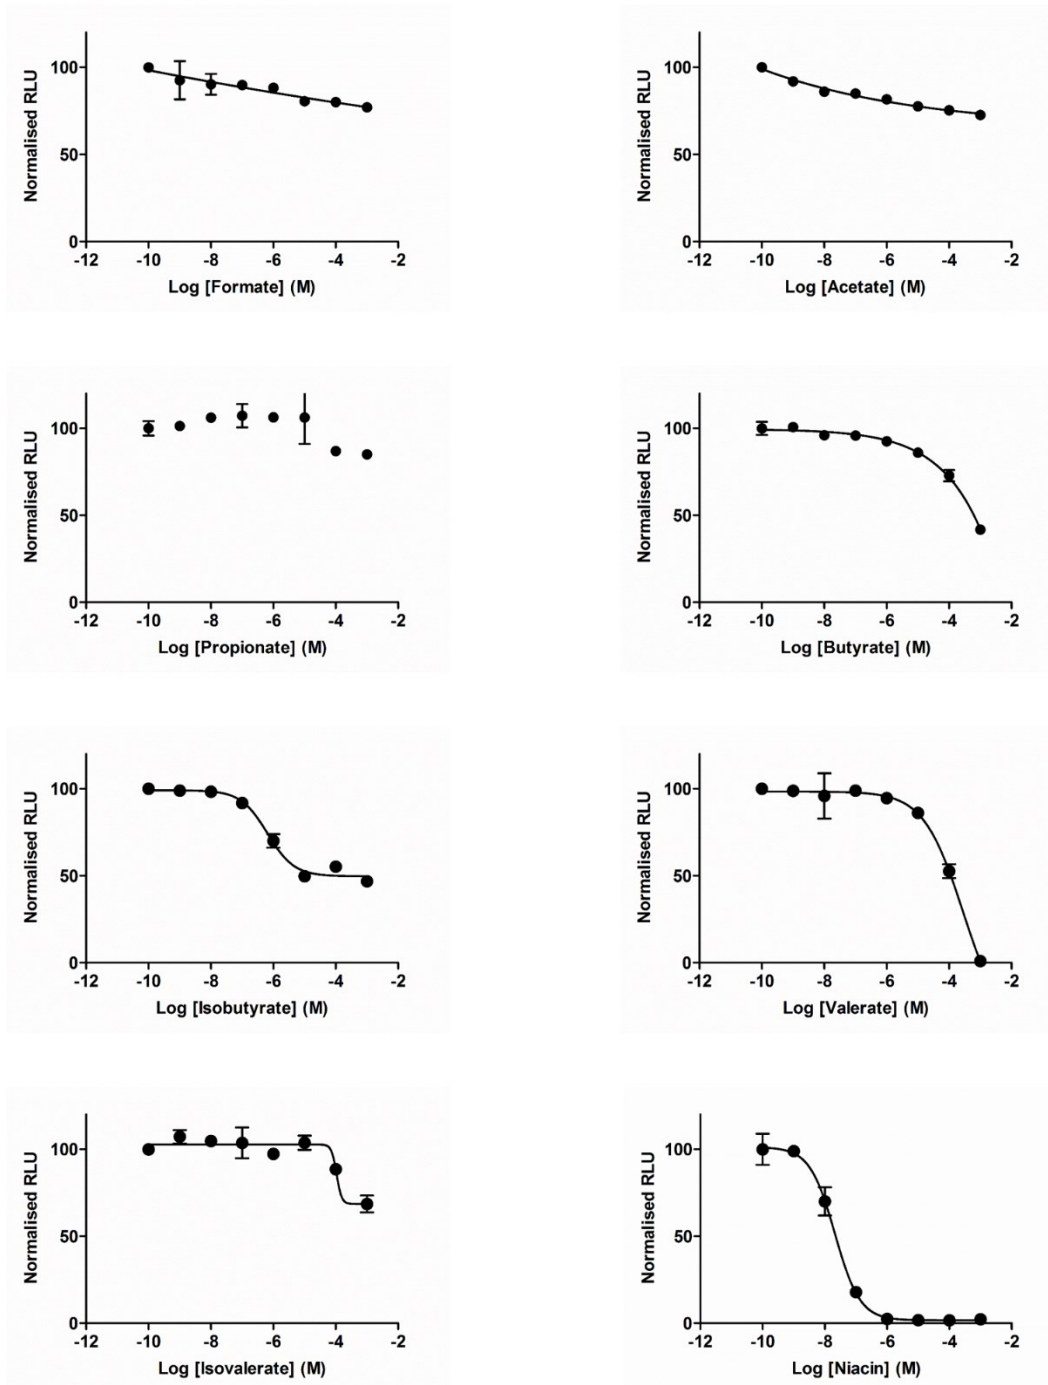 Normalised RLU
100
50
0
-12 -10 -8 -6 -4 -2
Log [Formate] (M)
Normalised RLU
100
50
0
-12 -10 -8 -6 -4 -2
Log [Acetate] (M)
Normalised RLU
100
50
0
-12 -10 -8 -6 -4 -2
Log [Propionate] (M)
Normalised RLU
100
50
0
-12 -10 -8 -6 -4 -2
Log [Butyrate] (M)
Normalised RLU
100
50
0
-12 -10 -8 -6 -4 -2
Log [Isobutyrate] (M)
Normalised RLU
100
50
0
-12 -10 -8 -6 -4 -2
Log [Valerate] (M)
Normalised RLU
100
50
0
-12 -10 -8 -6 -4 -2
Log [Isovalerate] (M)
Normalised RLU
100
50
0
-12 -10 -8 -6 -4 -2
Log [Niacin] (M)